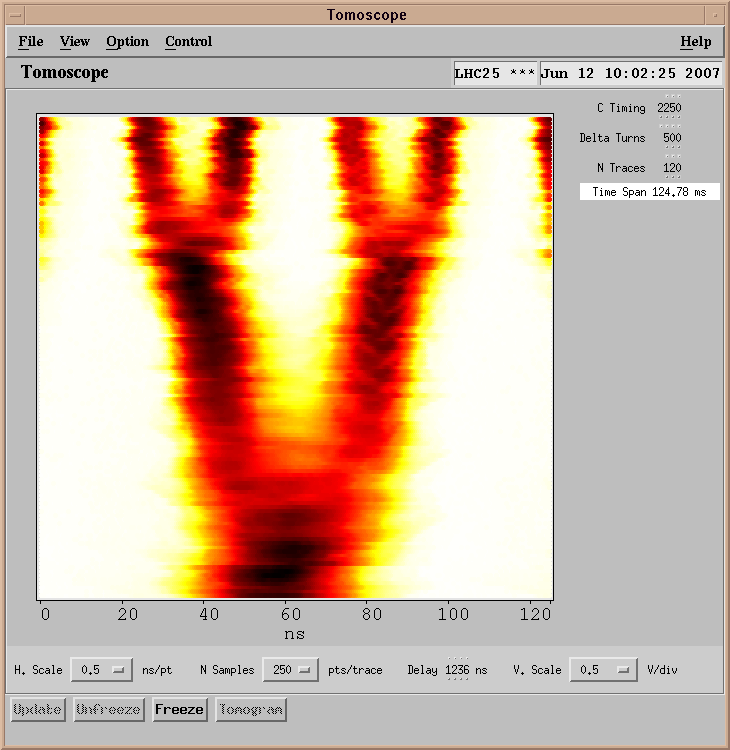 Tomoscope
File View Option Control Help
Tomoscope LHC25 *** Jun 12 10:02:25 2007
C Timing 2250
Delta Turns 500
N Traces 120
Time Span 124.78 ms
0 20 40 60 80 100 120
ns
H. Scale 0.5 ns/pt N Samples 250 pts/trace Delay 1236 ns V. Scale 0.5 V/div
Update Unfreeze Freeze Tomogram